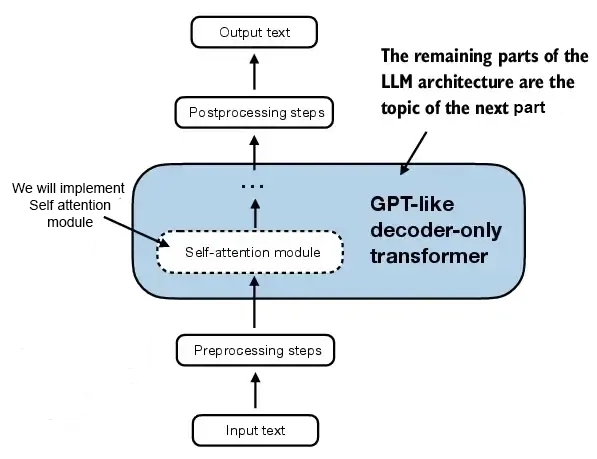 Output text
The remaining parts of the
LLM architecture are the
topic of the next part
Postprocessing steps
We will implement
Self attention
module
...
GPT-like
decoder-only
transformer
Self-attention module
Preprocessing steps
Input text